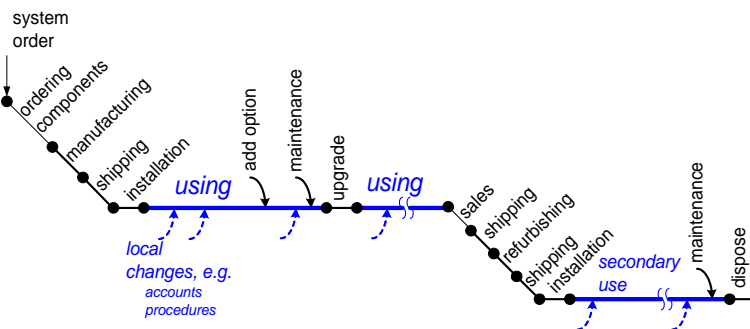 system
order
ordering
components
manufacturing
shipping
installation
using
add option
maintenance
upgrade
using
local
changes, e.g.
accounts
procedures
sales
shipping
refurbishing
shipping
installation
secondary
use
maintenance
dispose